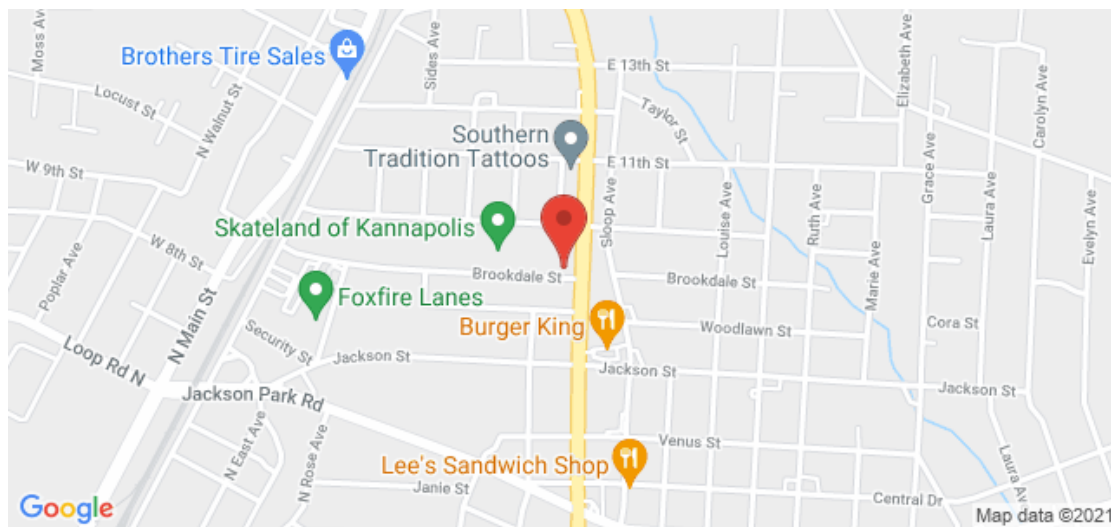 Moss Ave
Brothers Tire Sales
Sides Ave
E 13th St
Elizabeth Ave
Carolyn Ave
Locust St
N Walnut St
Taylor St
Southern
Tradition Tattoos
E 11th St
W 9th St
Grace Ave
Laura Ave
Sloop Ave
Louise Ave
Ruth Ave
Skateland of Kannapolis
Evelyn Ave
W 8th St
Poplar Ave
Marie Ave
Brookdale St
Brookdale St
Foxfire Lanes
N Main St
Burger King
Woodlawn St
Cora St
Security St
Loop Rd N
Jackson St
Jackson St
Jackson St
Jackson Park Rd
N East Ave
N Rose Ave
Venus St
Lee's Sandwich Shop
Laura Ave
Janie St
Central Dr
Google
Map data ©2021